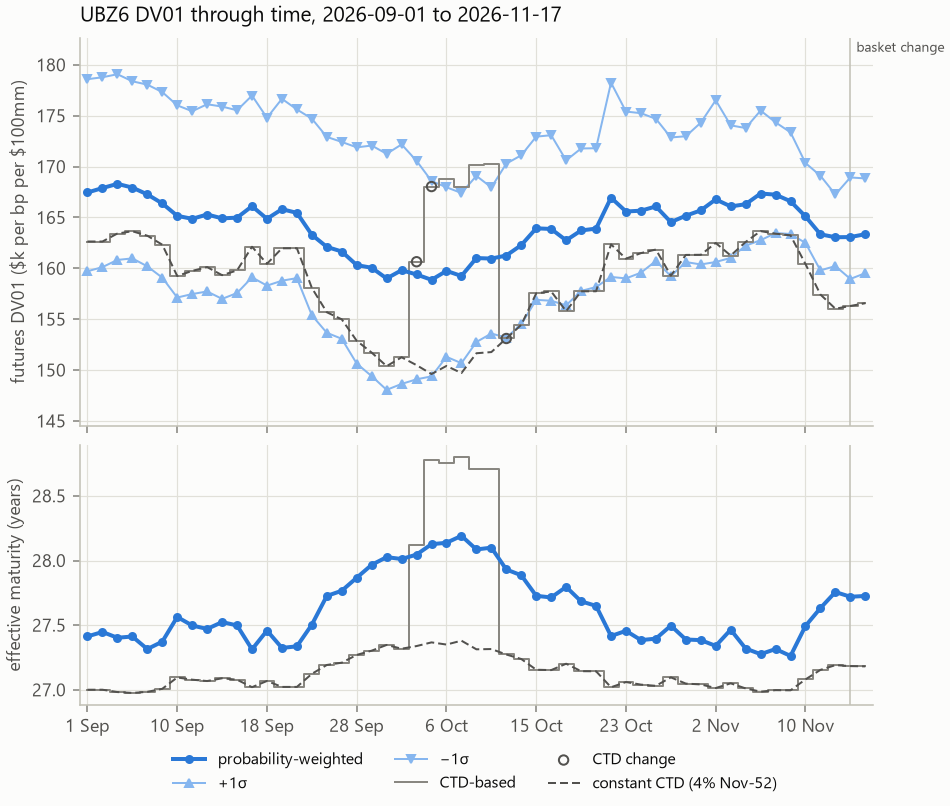 UBZ6 DV01 through time, 2026-09-01 to 2026-11-17
basket change
futures DV01 ($k per bp per $100mm)
180
175
170
165
160
155
150
145
effective maturity (years)
28.5
28.0
27.5
27.0
1 Sep 10 Sep 18 Sep 28 Sep 6 Oct 15 Oct 23 Oct 2 Nov 10 Nov
probability-weighted −1σ CTD change
+1σ CTD-based constant CTD (4% Nov-52)